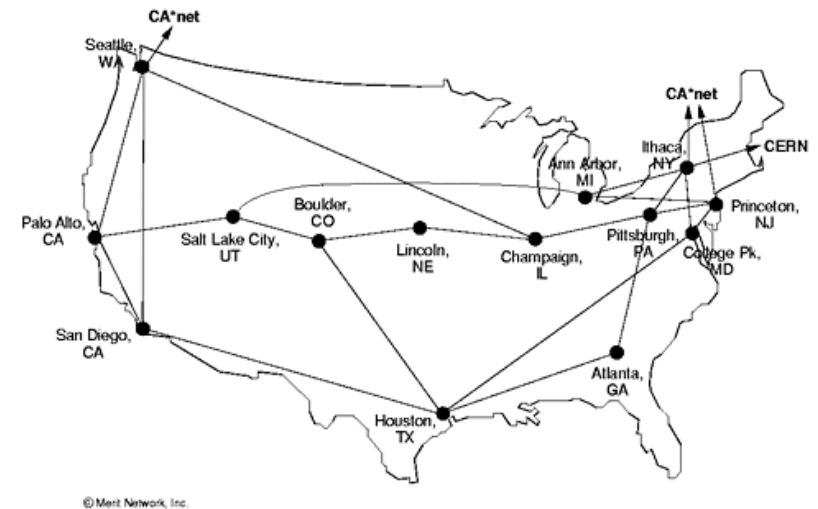 CA*net
Seattle,
WA
CA*net
Ithaca,
NY
CERN
Ann Arbor,
MI
Boulder,
CO
Princeton,
NJ
Palo Alto,
CA
Salt Lake City,
UT
Lincoln,
NE
Champaign,
IL
Pittsburgh,
PA
College Pk,
MD
San Diego,
CA
Atlanta,
GA
Houston,
TX
© Merit Network, Inc.